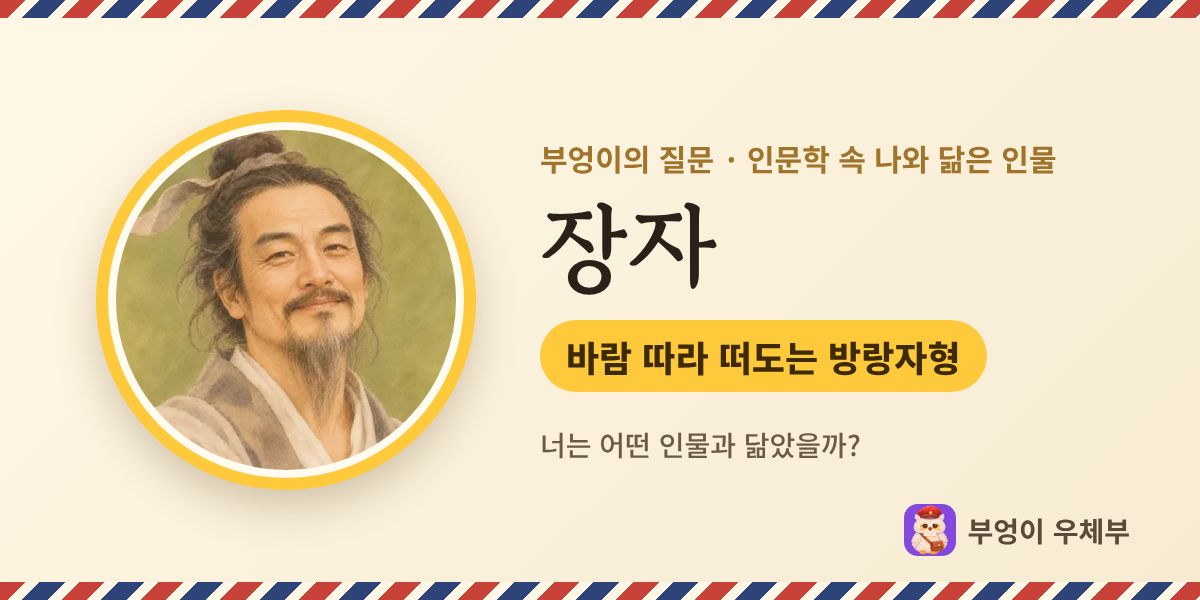 부엉이의 질문 · 인문학 속 나와 닮은 인물
장자
바람 따라 떠도는 방랑자형
너는 어떤 인물과 닮았을까?
부엉이 우체부